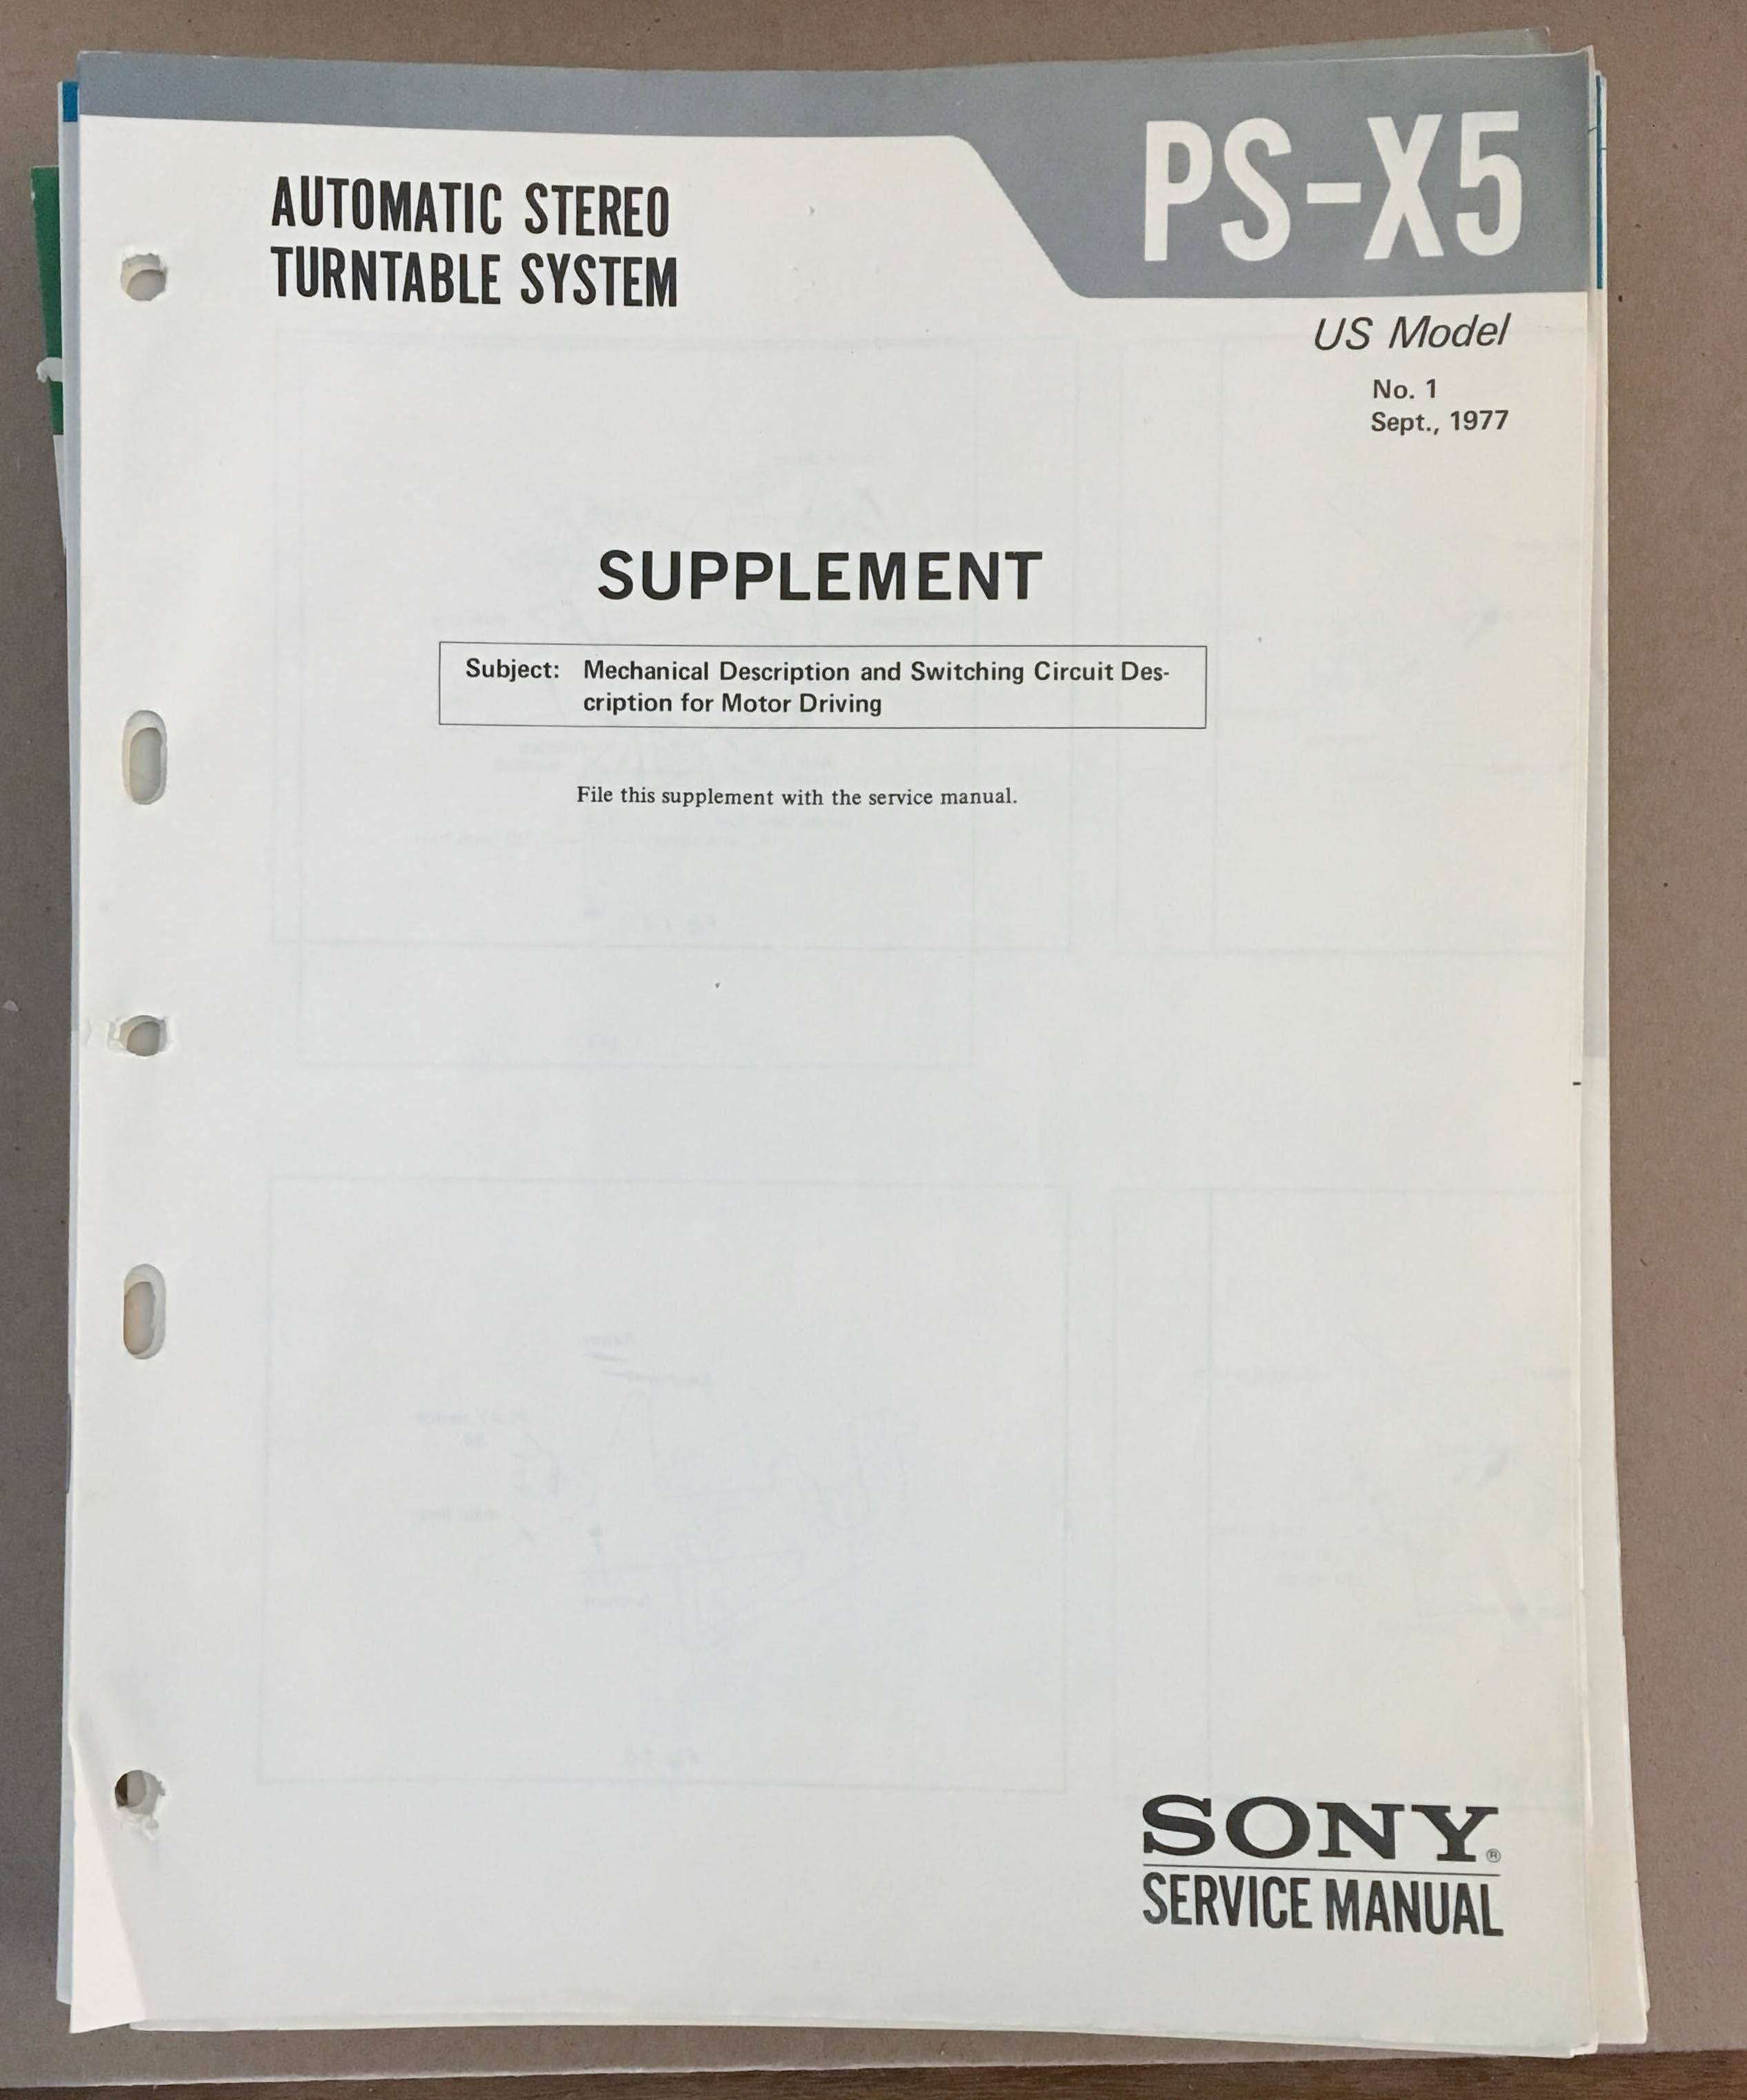 PS-X5
AUTOMATIC STEREO
TURNTABLE SYSTEM
US Model
No. 1
Sept., 1977
SUPPLEMENT
Subject: Mechanical Description and Switching Circuit Des-
cription for Motor Driving
File this supplement with the service manual.
SONY®
SERVICE MANUAL